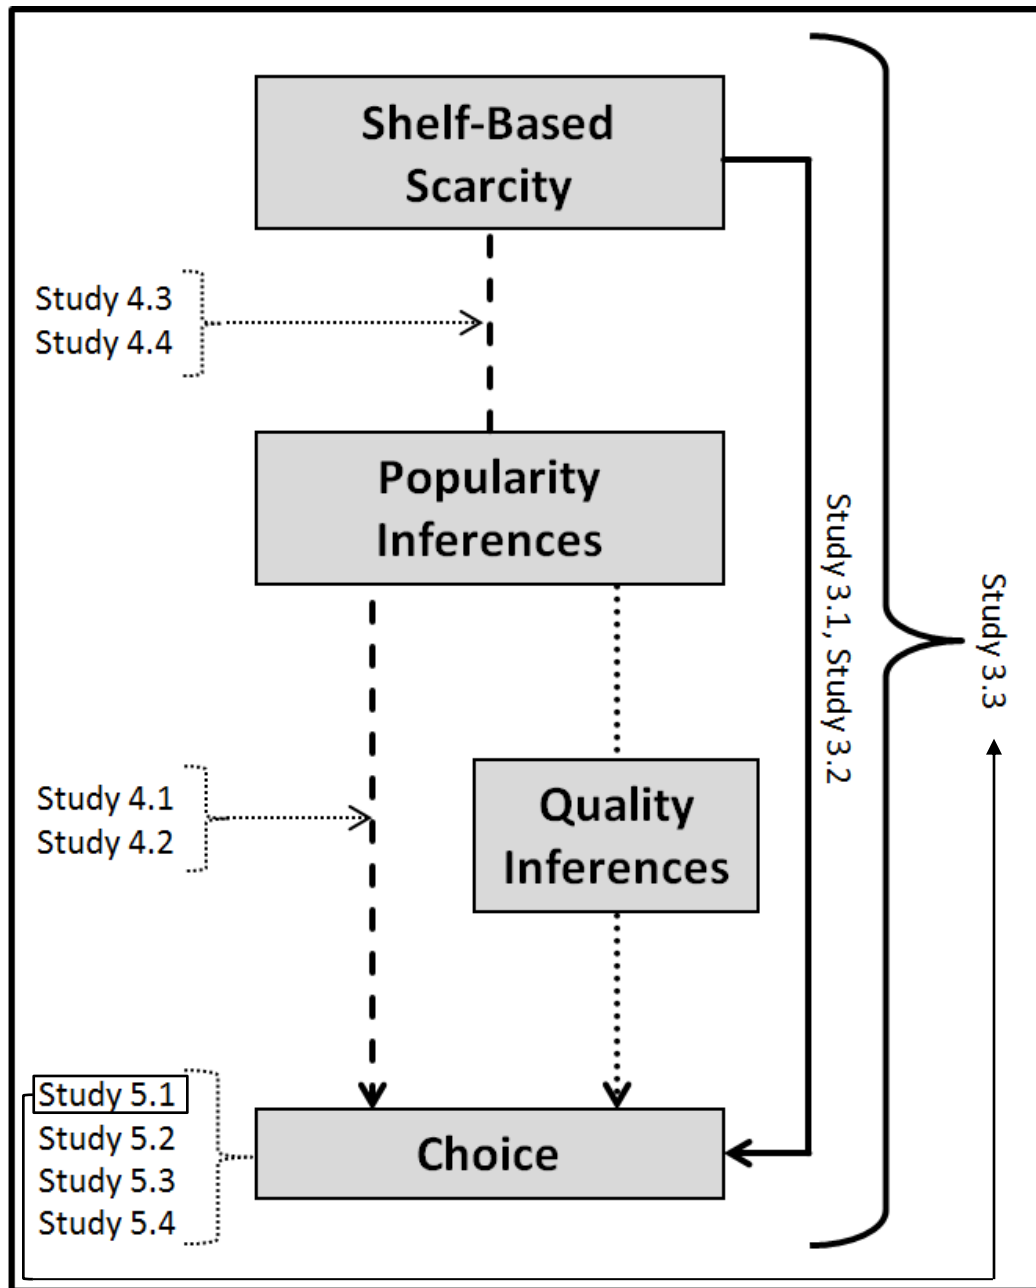 Shelf-Based
Scarcity
Study 4.3
Study 4.4
Popularity
Inferences
Study 3.1, Study 3.2
Study 3.3
Study 4.1
Study 4.2
Quality
Inferences
Study 5.1
Study 5.2
Study 5.3
Study 5.4
Choice